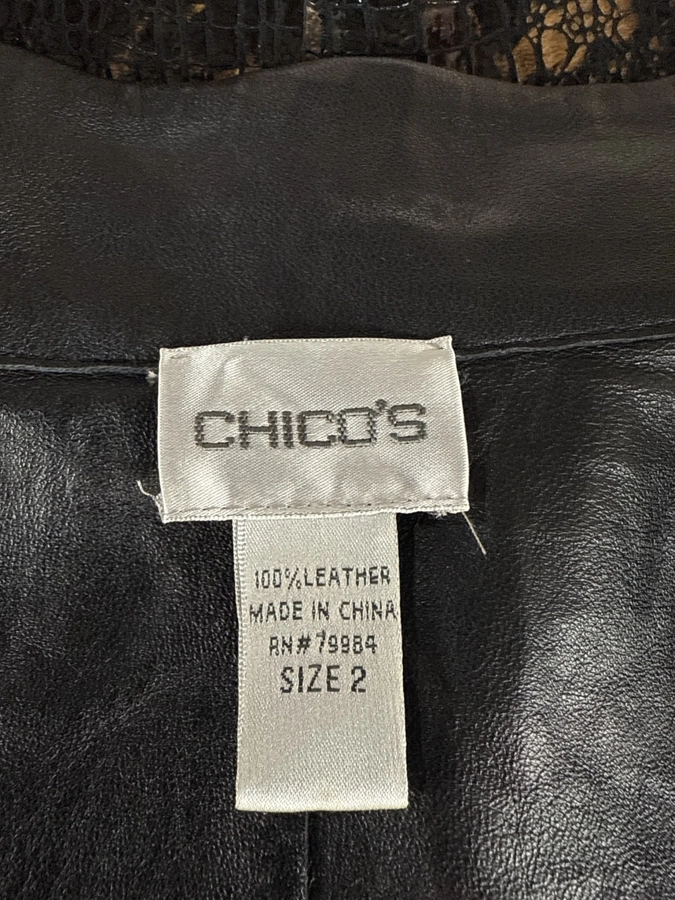 CHICO'S
100%LEATHER
MADE IN CHINA
RN#79984
SIZE 2